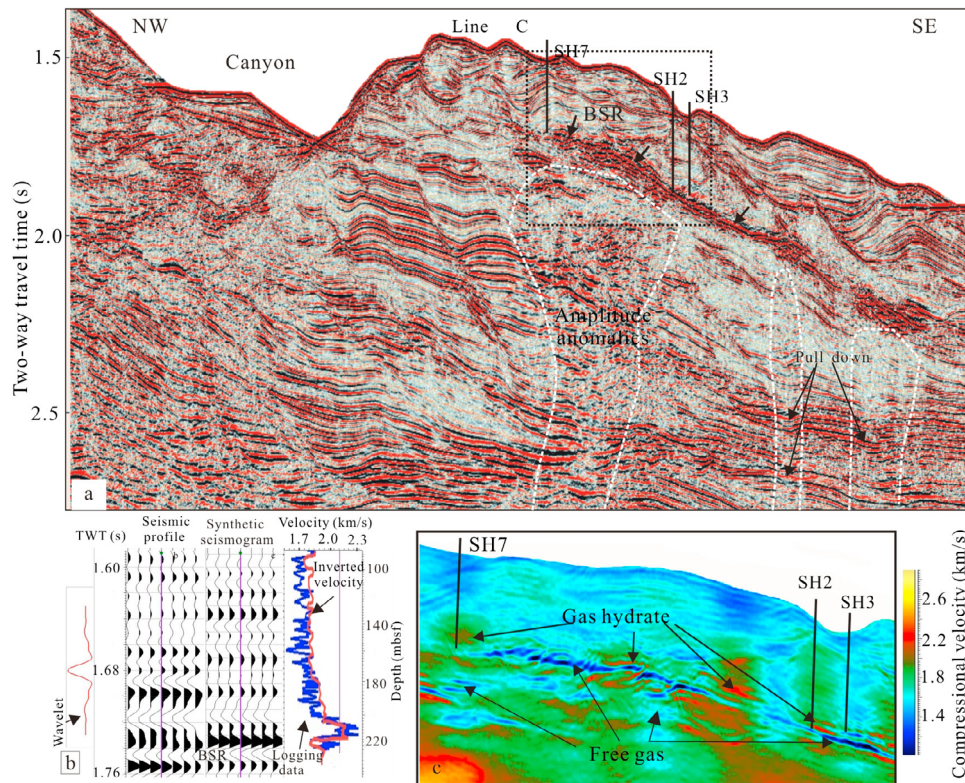 NW
Line C
SE
Canyon
1.5
2.0
2.5
Two-way travel time (s)
SH7
SH2
SH3
BSR
Amplitude
anomalies
Pull down
a
TWT (s)
Seismic
profile
Synthetic
seismogram
Velocity (km/s)
1.7 2.0 2.3
1.60
1.68
1.76
Wavelet
b
BSR
Inverted
velocity
Logging
data
100
140
180
220
Depth (mbsf)
SH7
Gas hydrate
SH2
SH3
Free gas
c
2.6
2.2
1.8
1.4
Compressional velocity (km/s)